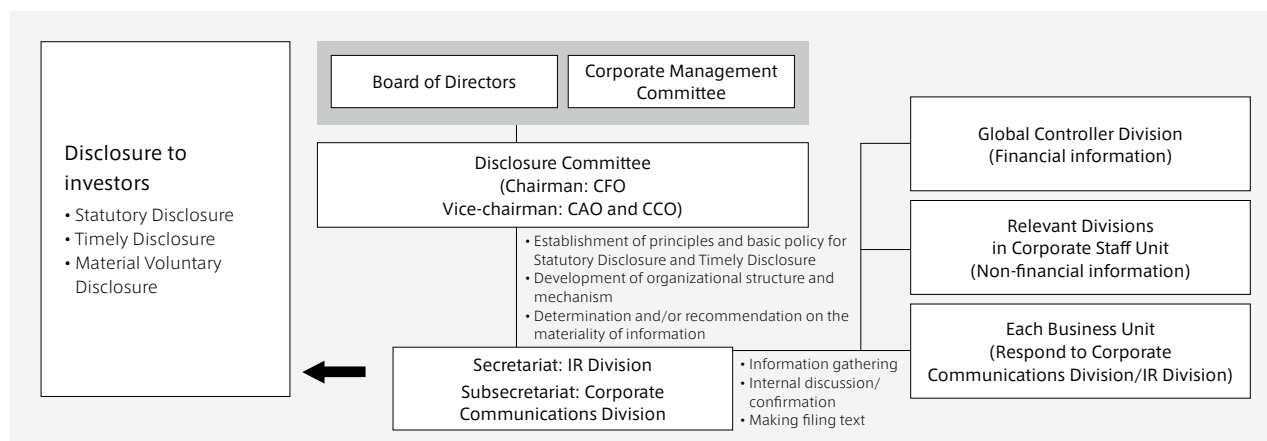 Disclosure to
investors
• Statutory Disclosure
• Timely Disclosure
• Material Voluntary
Disclosure
Board of Directors
Corporate Management
Committee
Disclosure Committee
(Chairman: CFO
Vice-chairman: CAO and CCO)
• Establishment of principles and basic policy for
Statutory Disclosure and Timely Disclosure
• Development of organizational structure and
mechanism
• Determination and/or recommendation on the
materiality of information
Secretariat: IR Division
Subsecretariat: Corporate
Communications Division
• Information gathering
• Internal discussion/
confirmation
• Making filing text
Global Controller Division
(Financial information)
Relevant Divisions
in Corporate Staff Unit
(Non-financial information)
Each Business Unit
(Respond to Corporate
Communications Division/IR Division)